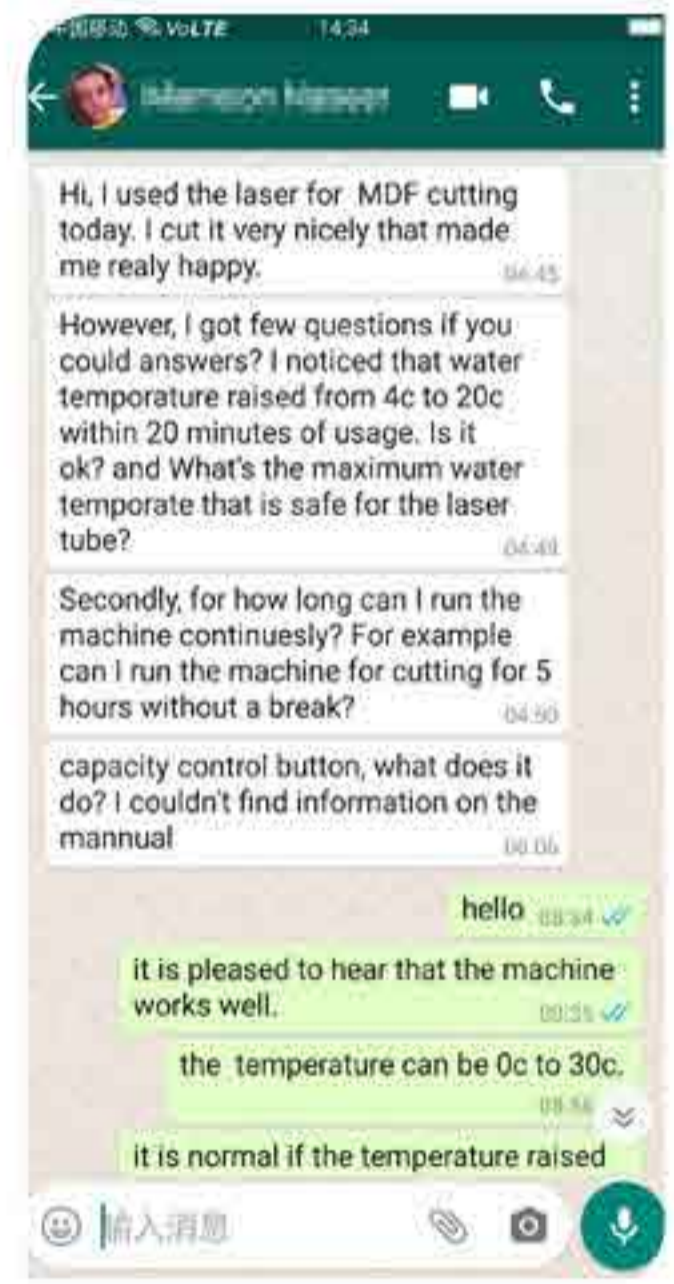 中国移动 VoLTE 14:34
Hi, I used the laser for MDF cutting
today. I cut it very nicely that made
me realy happy.
04:45
However, I got few questions if you
could answers? I noticed that water
temporature raised from 4c to 20c
within 20 minutes of usage. Is it
ok? and What's the maximum water
temporate that is safe for the laser
tube?
04:49
Secondly, for how long can I run the
machine continuesly? For example
can I run the machine for cutting for 5
hours without a break?
04:50
capacity control button, what does it
do? I couldn't find information on the
mannual
hello
it is pleased to hear that the machine
works well.
the temperature can be 0c to 30c.
it is normal if the temperature raised
输入消息